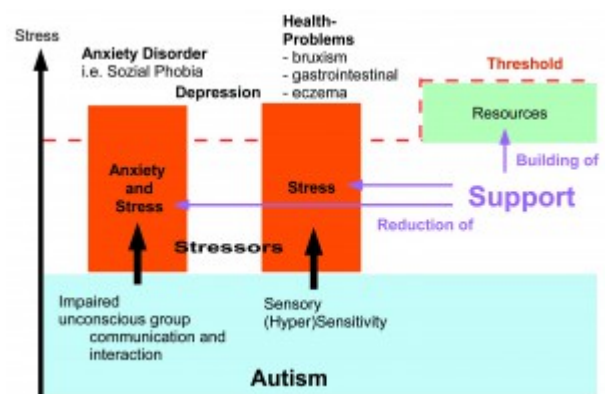 Stress
Anxiety Disorder
i.e. Sozial Phobia
Depression
Health-
Problems
- bruxism
- gastrointestinal
- eczema
Threshold
Resources
Building of
Support
Reduction of
Anxiety
and
Stress
Stress
Stressors
Impaired
unconscious group
communication and
interaction
Sensory
(Hyper)Sensitivity
Autism